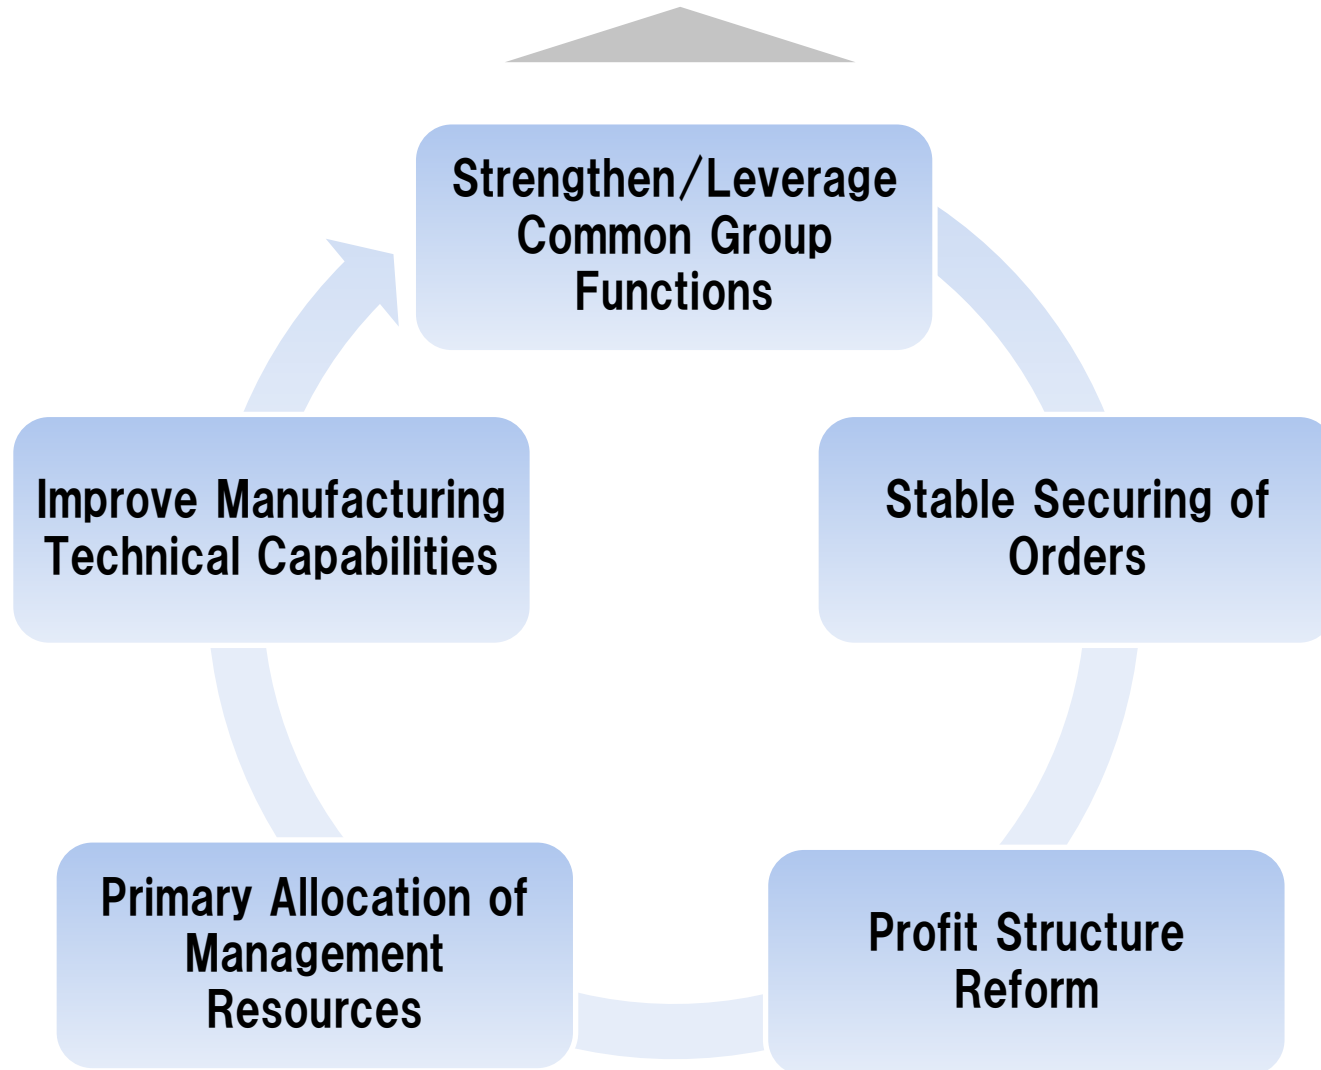 Strengthen/Leverage
Common Group
Functions
Improve Manufacturing
Technical Capabilities
Stable Securing of
Orders
Primary Allocation of
Management
Resources
Profit Structure
Reform